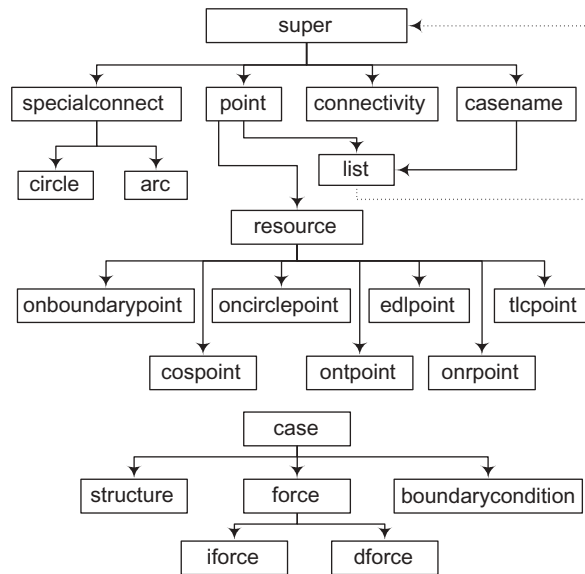 super
specialconnect
point
connectivity
casename
circle
arc
list
resource
onboundarypoint
oncirclepoint
edlpoint
tlcpoint
cospoint
ontpoint
onrpoint
case
structure
force
boundarycondition
iforce
dforce